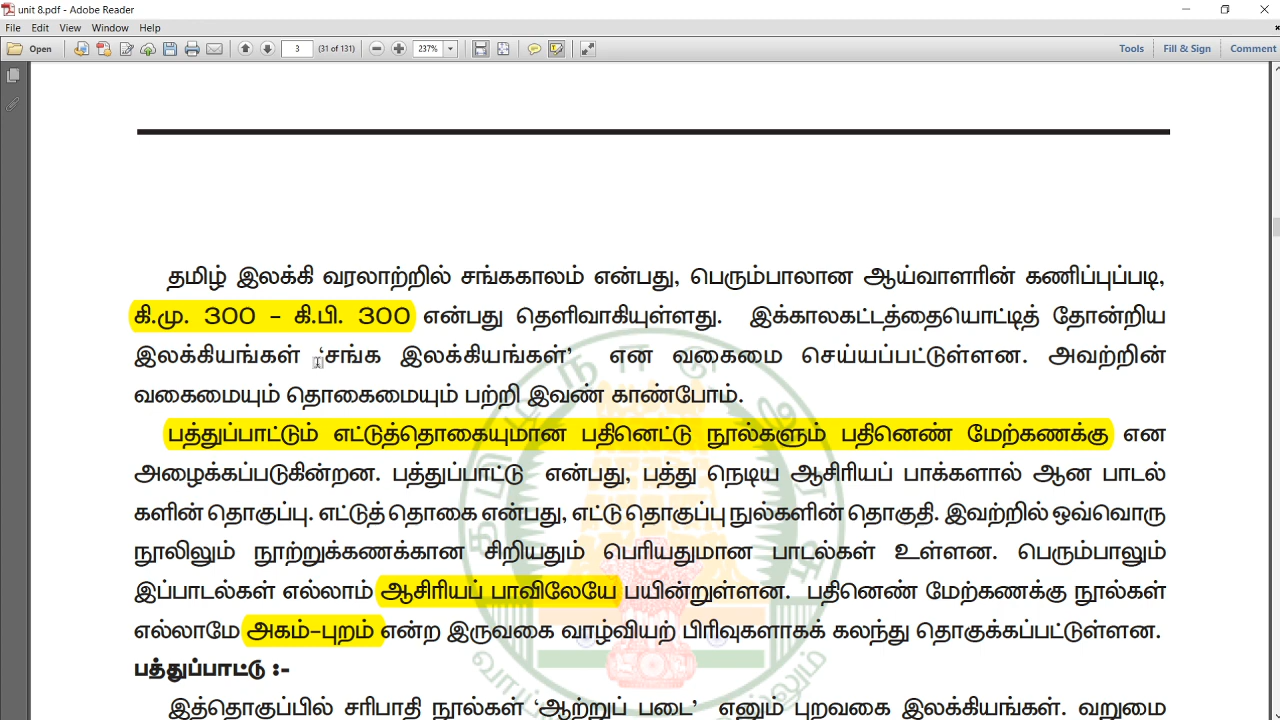 unit 8.pdf - Adobe Reader
File Edit View Window Help
Open 3 (31 of 131) 237% Tools Fill & Sign Comment
தமிழ் இலக்கி வரலாற்றில் சங்ககாலம் என்பது, பெரும்பாலான ஆய்வாளரின் கணிப்புப்படி,
கி.மு. 300 – கி.பி. 300 என்பது தெளிவாகியுள்ளது. இக்காலகட்டத்தையொட்டித் தோன்றிய
இலக்கியங்கள் ‘சங்க இலக்கியங்கள்’ என வகைமை செய்யப்பட்டுள்ளன. அவற்றின்
வகைமையும் தொகைமையும் பற்றி இவண் காண்போம்.
பத்துப்பாட்டும் எட்டுத்தொகையுமான பதினெட்டு நூல்களும் பதினெண் மேற்கணக்கு என
அழைக்கப்படுகின்றன. பத்துப்பாட்டு என்பது, பத்து நெடிய ஆசிரியப் பாக்களால் ஆன பாடல்
களின் தொகுப்பு. எட்டுத் தொகை என்பது, எட்டு தொகுப்பு நுல்களின் தொகுதி. இவற்றில் ஒவ்வொரு
நூலிலும் நூற்றுக்கணக்கான சிறியதும் பெரியதுமான பாடல்கள் உள்ளன. பெரும்பாலும்
இப்பாடல்கள் எல்லாம் ஆசிரியப் பாவிலேயே பயின்றுள்ளன. பதினெண் மேற்கணக்கு நூல்கள்
எல்லாமே அகம்–புறம் என்ற இருவகை வாழ்வியற் பிரிவுகளாகக் கலந்து தொகுக்கப்பட்டுள்ளன.
பத்துப்பாட்டு :-
இத்தொகுப்பில் சரிபாதி நூல்கள் ‘ஆற்றுப் படை’ எனும் புறவகை இலக்கியங்கள். வறுமை